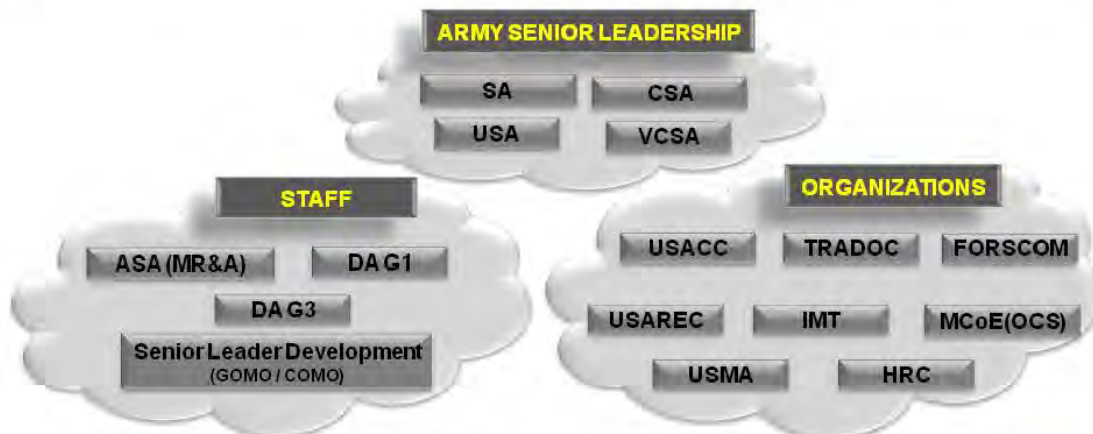 ARMY SENIOR LEADERSHIP
SA CSA
USA VCSA
STAFF
ASA (MR&A) DA G1
DA G3
Senior Leader Development
(GOMO / COMO)
ORGANIZATIONS
USACC TRADOC FORSCOM
USAREC IMT MCoE(OCS)
USMA HRC